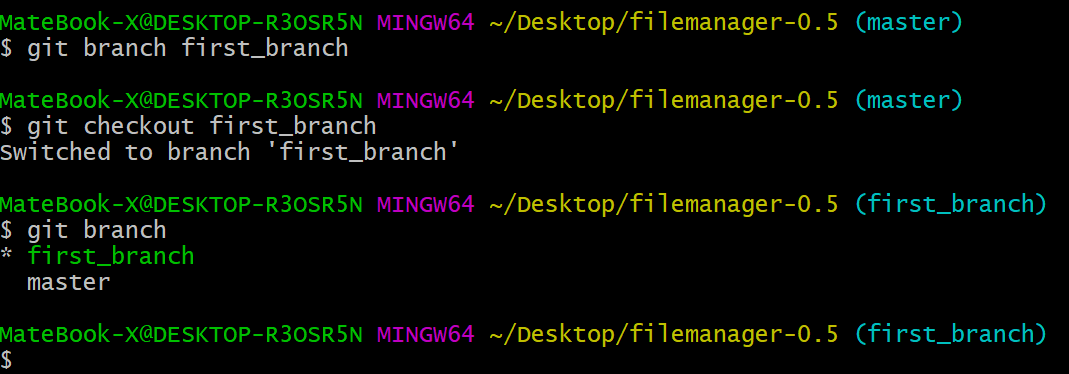 MateBook-X@DESKTOP-R3OSR5N MINGW64 ~/Desktop/filemanager-0.5 (master)
$ git branch first_branch
MateBook-X@DESKTOP-R3OSR5N MINGW64 ~/Desktop/filemanager-0.5 (master)
$ git checkout first_branch
Switched to branch 'first_branch'
MateBook-X@DESKTOP-R3OSR5N MINGW64 ~/Desktop/filemanager-0.5 (first_branch)
$ git branch
* first_branch
  master
MateBook-X@DESKTOP-R3OSR5N MINGW64 ~/Desktop/filemanager-0.5 (first_branch)
$